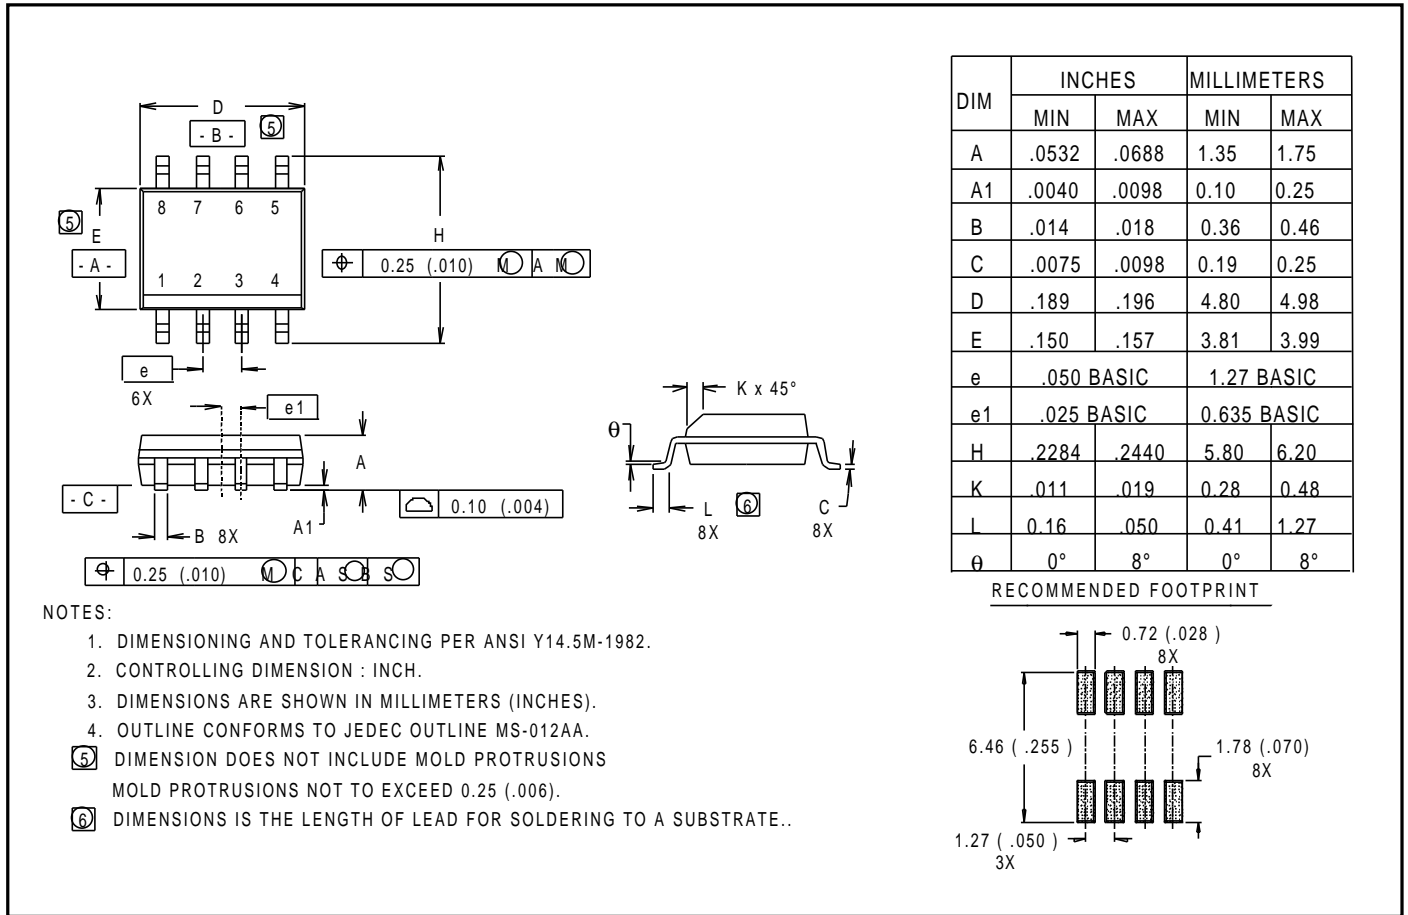 D
- B -
5
8 7 6 5
5
E
- A -
1 2 3 4
H
0.25 (.010) M A M
e
6X
e1
A
- C -
A1
B 8X
0.10 (.004)
0.25 (.010) M C A S B S
K x 45°
θ
L
8X
6
C
8X
DIM INCHES MILLIMETERS
MIN MAX MIN MAX
A .0532 .0688 1.35 1.75
A1 .0040 .0098 0.10 0.25
B .014 .018 0.36 0.46
C .0075 .0098 0.19 0.25
D .189 .196 4.80 4.98
E .150 .157 3.81 3.99
e .050 BASIC 1.27 BASIC
e1 .025 BASIC 0.635 BASIC
H .2284 .2440 5.80 6.20
K .011 .019 0.28 0.48
L 0.16 .050 0.41 1.27
θ 0° 8° 0° 8°
RECOMMENDED FOOTPRINT
0.72 (.028 )
8X
6.46 ( .255 )
1.78 (.070)
8X
1.27 ( .050 )
3X
NOTES:
1. DIMENSIONING AND TOLERANCING PER ANSI Y14.5M-1982.
2. CONTROLLING DIMENSION : INCH.
3. DIMENSIONS ARE SHOWN IN MILLIMETERS (INCHES).
4. OUTLINE CONFORMS TO JEDEC OUTLINE MS-012AA.
5 DIMENSION DOES NOT INCLUDE MOLD PROTRUSIONS
MOLD PROTRUSIONS NOT TO EXCEED 0.25 (.006).
6 DIMENSIONS IS THE LENGTH OF LEAD FOR SOLDERING TO A SUBSTRATE..